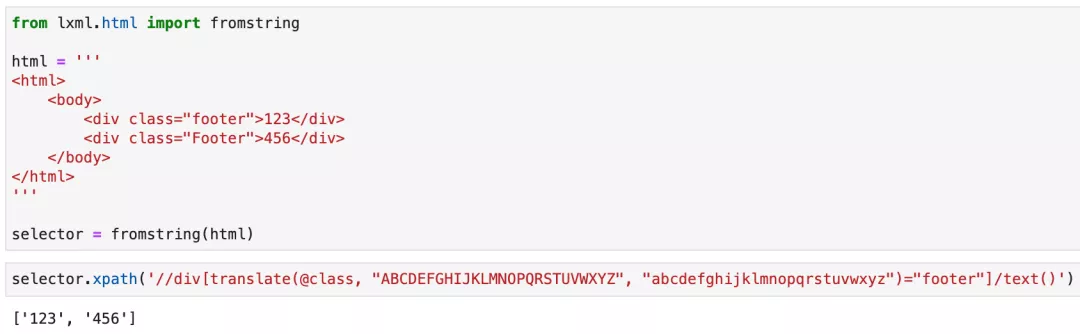 from lxml.html import fromstring
html = '''
<html>
    <body>
        <div class="footer">123</div>
        <div class="Footer">456</div>
    </body>
</html>
'''
selector = fromstring(html)
selector.xpath('//div[translate(@class, "ABCDEFGHIJKLMNOPQRSTUVWXYZ", "abcdefghijklmnopqrstuvwxyz")="footer"]/text()')
['123', '456']